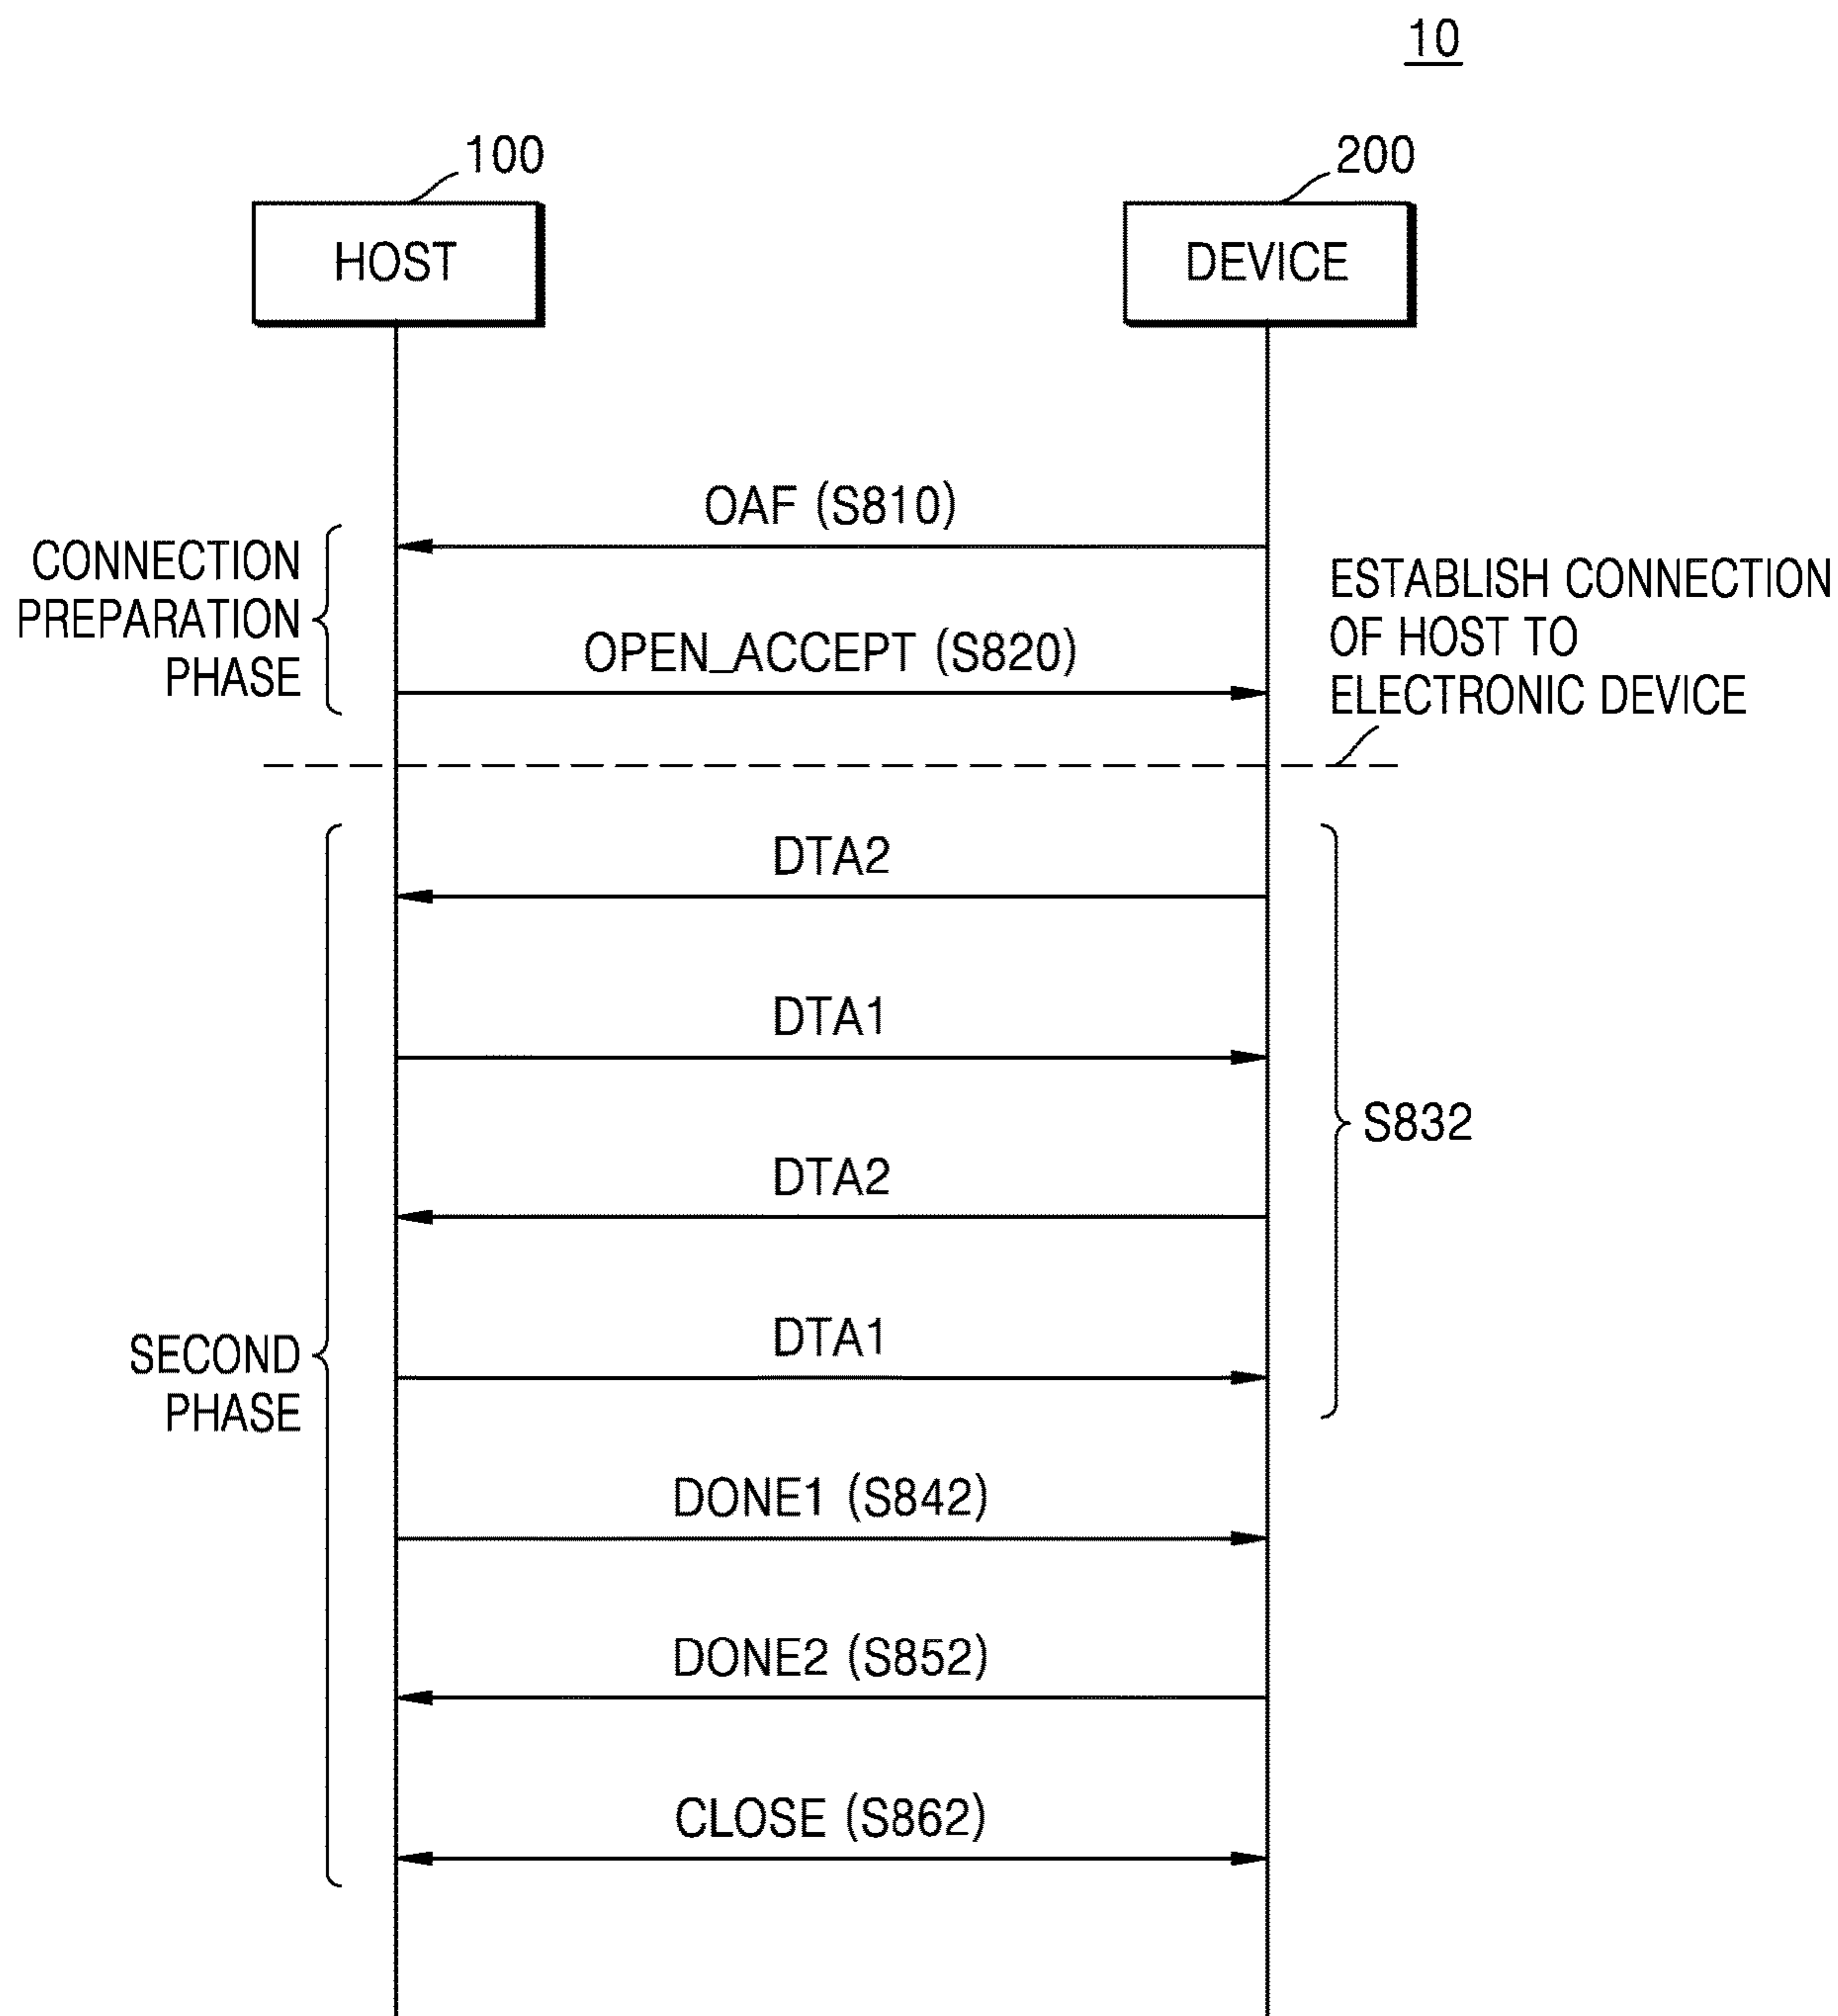 10
100
200
HOST
DEVICE
OAF (S810)
CONNECTION
PREPARATION
PHASE
OPEN_ACCEPT (S820)
ESTABLISH CONNECTION
OF HOST TO
ELECTRONIC DEVICE
DTA2
DTA1
S832
DTA2
DTA1
SECOND
PHASE
DONE1 (S842)
DONE2 (S852)
CLOSE (S862)